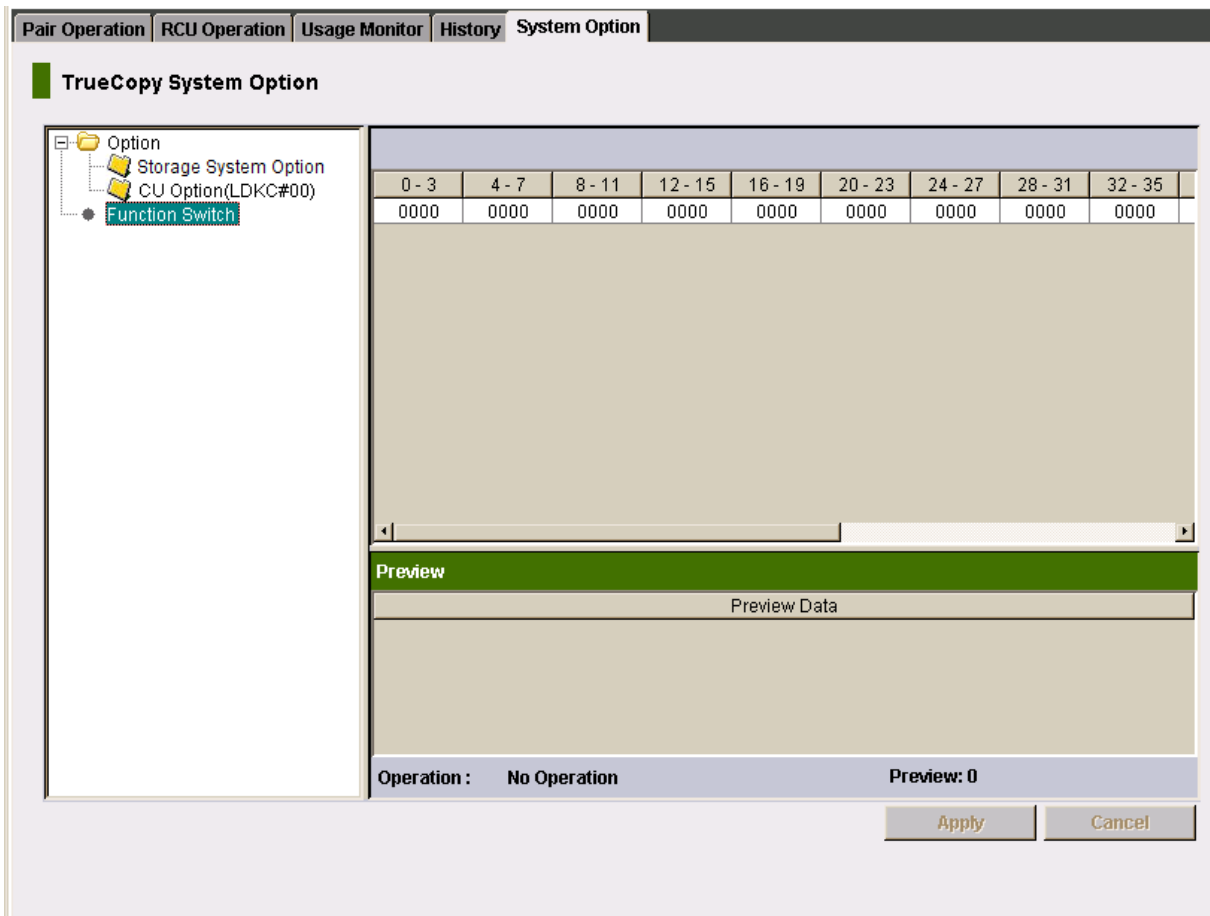 Pair Operation RCU Operation Usage Monitor History System Option
TrueCopy System Option
Option
Storage System Option
CU Option(LDKC#00)
Function Switch
0 - 3 4 - 7 8 - 11 12 - 15 16 - 19 20 - 23 24 - 27 28 - 31 32 - 35
0000 0000 0000 0000 0000 0000 0000 0000 0000
Preview
Preview Data
Operation : No Operation Preview: 0
Apply Cancel